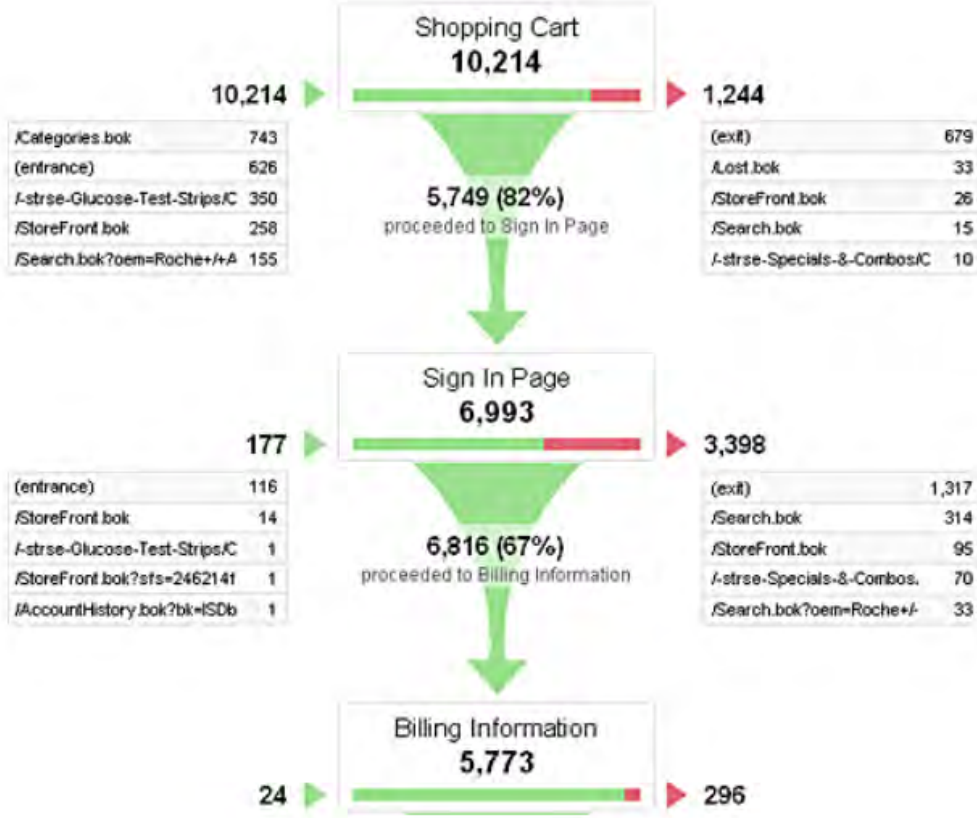 Shopping Cart
10,214
10,214
1,244
/Categories.bok 743
(entrance) 626
/-strse-Glucose-Test-Strips/C 350
/StoreFront.bok 258
/Search.bok?oem=Roche+/+A 155
(exit) 679
/Lost.bok 33
/StoreFront.bok 26
/Search.bok 15
/-strse-Specials-&-Combos/C 10
5,749 (82%)
proceeded to Sign In Page
Sign In Page
6,993
177
3,398
(entrance) 116
/StoreFront.bok 14
/-strse-Glucose-Test-Strips/C 1
/StoreFront.bok?sfs=246214f 1
/AccountHistory.bok?bk=ISDb 1
(exit) 1,317
/Search.bok 314
/StoreFront.bok 95
/-strse-Specials-&-Combos. 70
/Search.bok?oem=Roche+/- 33
6,816 (67%)
proceeded to Billing Information
Billing Information
5,773
24
296